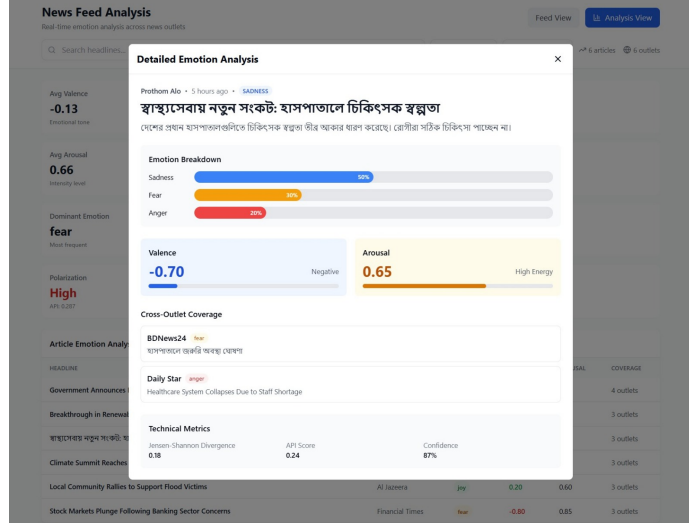 News Feed Analysis
Real-time emotion analysis across news outlets
Feed View
Analysis View
Search headlines...
6 articles 6 outlets
Avg Valence
-0.13
Emotional tone
Avg Arousal
0.66
Intensity level
Dominant Emotion
fear
Most frequent
Polarization
High
API: 0.287
Detailed Emotion Analysis
Prothom Alo • 5 hours ago • SADNESS
স্বাস্থ্যসেবায় নতুন সংকট: হাসপাতালে চিকিৎসক স্বল্পতা
দেশের প্রধান হাসপাতালগুলিতে চিকিৎসক স্বল্পতা তীব্র আকার ধারণ করেছে। রোগীরা সঠিক চিকিৎসা পাচ্ছেন না।
Emotion Breakdown
Sadness 50%
Fear 30%
Anger 20%
Valence
-0.70 Negative
Arousal
0.65 High Energy
Cross-Outlet Coverage
BDNews24 fear
হাসপাতালে জরুরি অবস্থা ঘোষণা
Daily Star anger
Healthcare System Collapses Due to Staff Shortage
Technical Metrics
Jensen-Shannon Divergence API Score Confidence
0.18 0.24 87%
Article Emotion Analy
HEADLINE USAL COVERAGE
Government Announces 4 outlets
Breakthrough in Renewal 3 outlets
স্বাস্থ্যসেবায় নতুন সংকট: 3 outlets
Climate Summit Reaches 3 outlets
Local Community Rallies to Support Flood Victims Al Jazeera joy 0.20 0.60 3 outlets
Stock Markets Plunge Following Banking Sector Concerns Financial Times fear -0.80 0.85 3 outlets